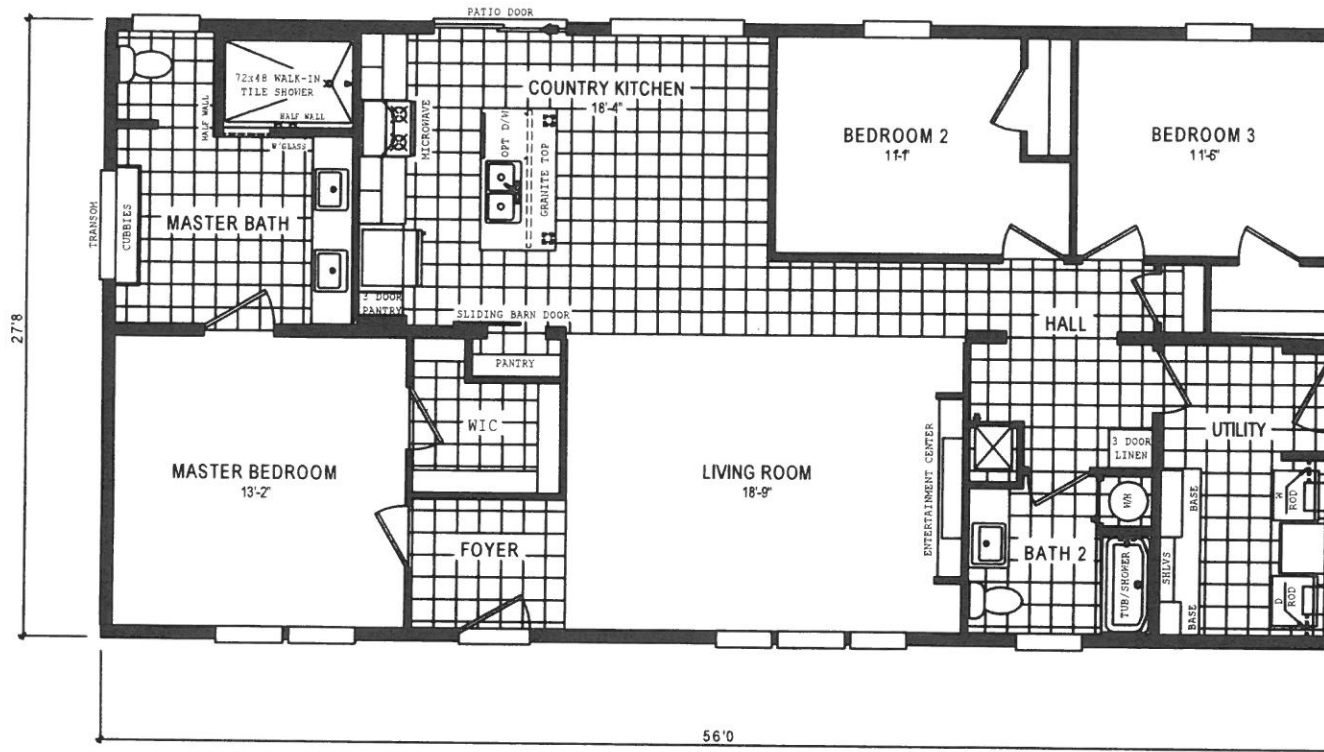 PATIO DOOR
72x48 WALK-IN
TILE SHOWER
HALF WALL
HALF WALL
W/GLASS
MICROWAVE
COUNTRY KITCHEN
18'-4"
OPT D/W
GRANITE TOP
BEDROOM 2
11'-1"
BEDROOM 3
11'-6"
TRANSOM
CUBBIES
MASTER BATH
27'8
3 DOOR
PANTRY
SLIDING BARN DOOR
PANTRY
HALL
WIC
MASTER BEDROOM
13'-2"
LIVING ROOM
18'-9"
ENTERTAINMENT CENTER
3 DOOR
LINEN
UTILITY
FOYER
W/H
BATH 2
TUB/SHOWER
BASE
SHLVS
BASE
W
ROD
D
ROD
56'0